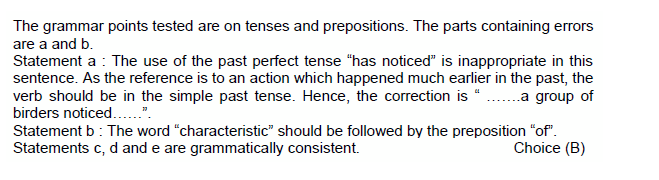 The grammar points tested are on tenses and prepositions. The parts containing errors
are a and b.
Statement a : The use of the past perfect tense “has noticed” is inappropriate in this
sentence. As the reference is to an action which happened much earlier in the past, the
verb should be in the simple past tense. Hence, the correction is “ …….a group of
birders noticed……”.
Statement b : The word “characteristic” should be followed by the preposition “of”.
Statements c, d and e are grammatically consistent. Choice (B)